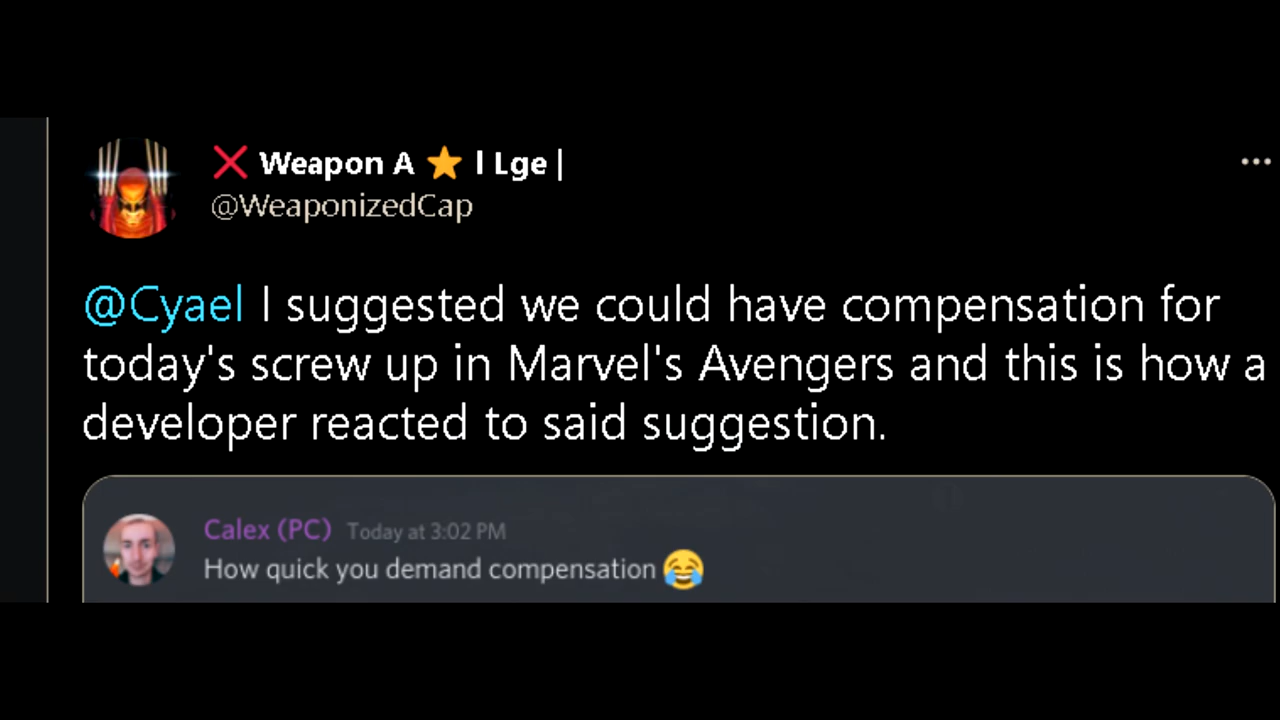 ❌ Weapon A ⭐ l Lge |
@WeaponizedCap
@Cyael I suggested we could have compensation for
today's screw up in Marvel's Avengers and this is how a
developer reacted to said suggestion.
Calex (PC) Today at 3:02 PM
How quick you demand compensation 😂